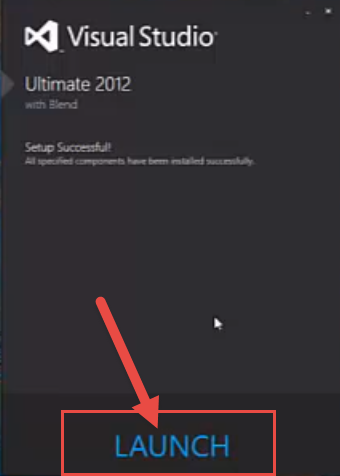 Visual Studio
Ultimate 2012
with Blend
Setup Successful!
All specified components have been installed successfully.
LAUNCH